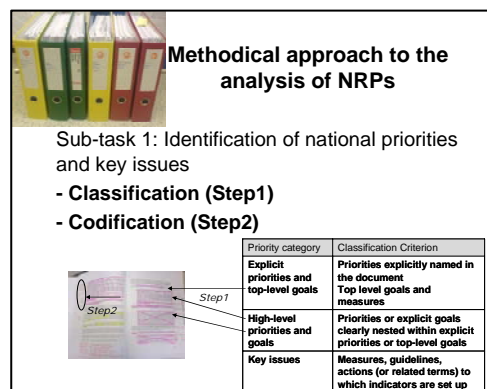 Methodical approach to the
analysis of NRPs
Sub-task 1: Identification of national priorities
and key issues
- Classification (Step1)
- Codification (Step2)
Step1
Step2
Priority category
Classification Criterion
Explicit
priorities and
top-level goals
Priorities explicitly named in
the document
Top level goals and
measures
High-level
priorities and
goals
Priorities or explicit goals
clearly nested within explicit
priorities or top-level goals
Key issues
Measures, guidelines,
actions (or related terms) to
which indicators are set up